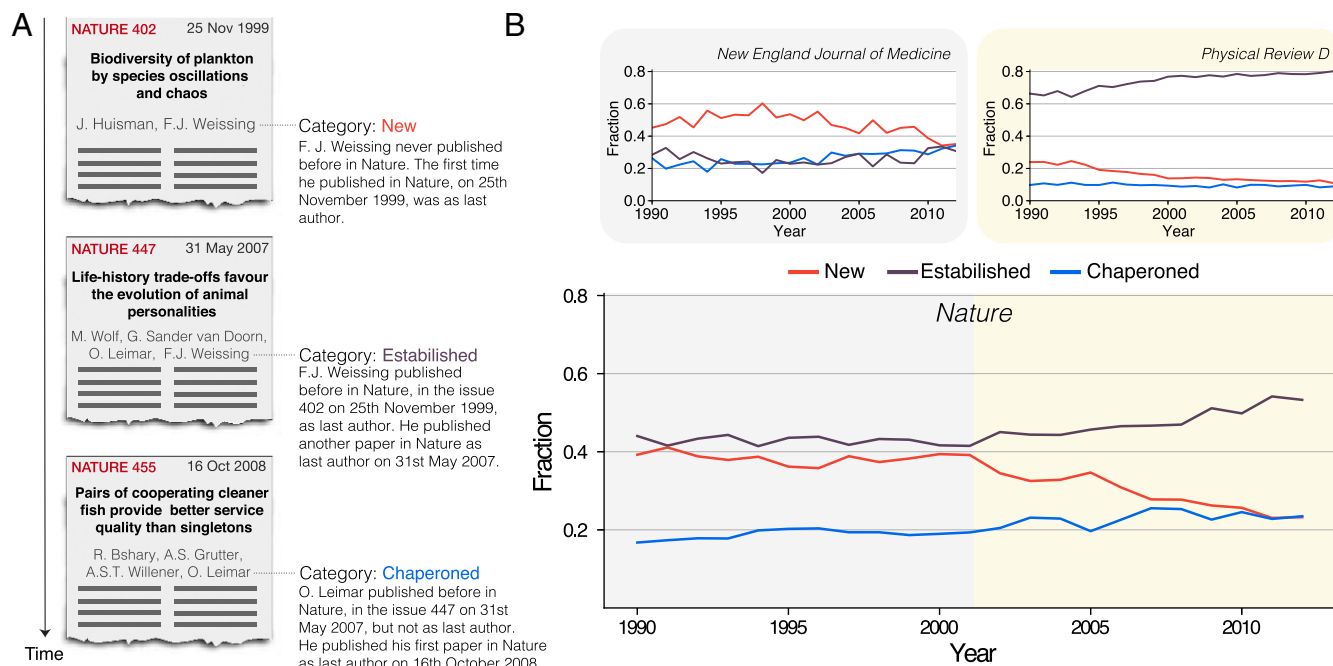 A
NATURE 402 25 Nov 1999
Biodiversity of plankton
by species oscillations
and chaos
J. Huisman, F.J. Weissing
Category: New
F. J. Weissing never published
before in Nature. The first time
he published in Nature, on 25th
November 1999, was as last
author.
NATURE 447 31 May 2007
Life-history trade-offs favour
the evolution of animal
personalities
M. Wolf, G. Sander van Doorn,
O. Leimar, F.J. Weissing
Category: Estabilished
F.J. Weissing published
before in Nature, in the issue
402 on 25th November 1999,
as last author. He published
another paper in Nature as
last author on 31st May 2007.
NATURE 455 16 Oct 2008
Pairs of cooperating cleaner
fish provide better service
quality than singletons
R. Bshary, A.S. Grutter,
A.S.T. Willener, O. Leimar
Category: Chaperoned
O. Leimar published before in
Nature, in the issue 447 on 31st
May 2007, but not as last author.
He published his first paper in Nature
as last author on 16th October 2008
Time
B
New England Journal of Medicine
0.8
0.6
0.4
0.2
0.0
Fraction
1990 1995 2000 2005 2010
Year
Physical Review D
0.8
0.6
0.4
0.2
0.0
Fraction
1990 1995 2000 2005 2010
Year
New Estabilished Chaperoned
Nature
0.8
0.6
0.4
0.2
Fraction
1990 1995 2000 2005 2010
Year